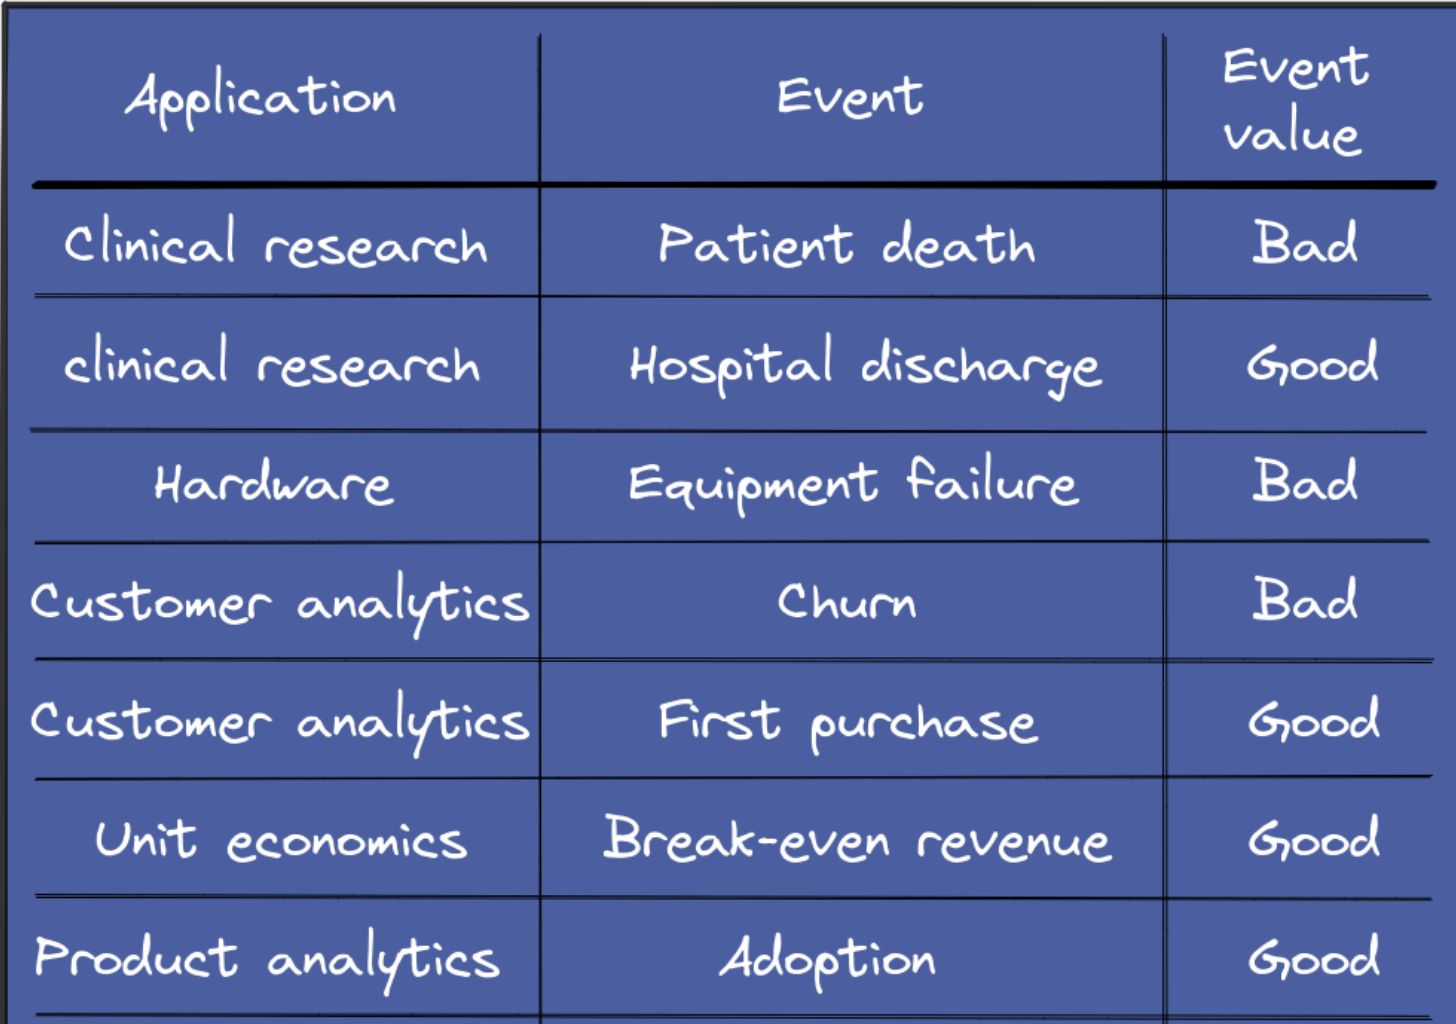 Application Event Event value
Clinical research Patient death Bad
clinical research Hospital discharge Good
Hardware Equipment failure Bad
Customer analytics Churn Bad
Customer analytics First purchase Good
Unit economics Break-even revenue Good
Product analytics Adoption Good